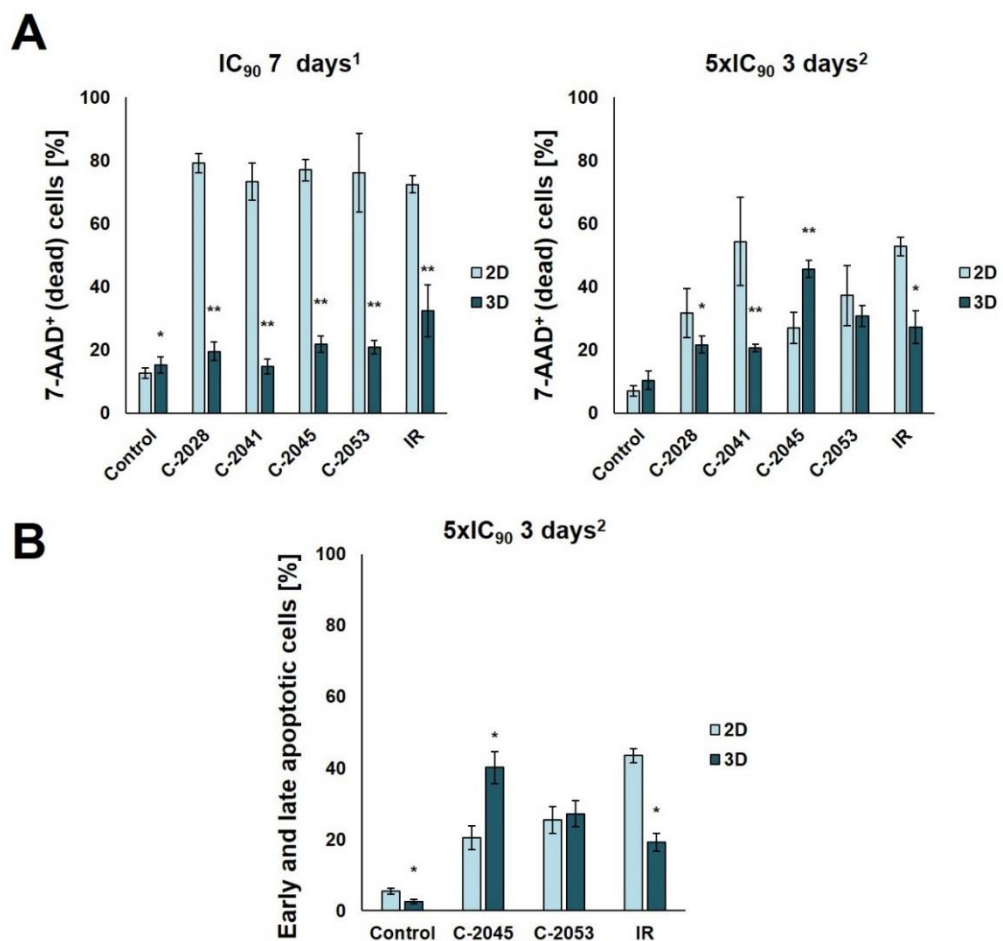 A
IC₉₀ 7 days¹
7-AAD⁺ (dead) cells [%]
100
80
60
40
20
0
* ** ** ** ** **
Control C-2028 C-2041 C-2045 C-2053 IR
2D
3D
5xIC₉₀ 3 days²
7-AAD⁺ (dead) cells [%]
100
80
60
40
20
0
* ** ** *
Control C-2028 C-2041 C-2045 C-2053 IR
2D
3D
B
5xIC₉₀ 3 days²
Early and late apoptotic cells [%]
100
80
60
40
20
0
* * *
Control C-2045 C-2053 IR
2D
3D